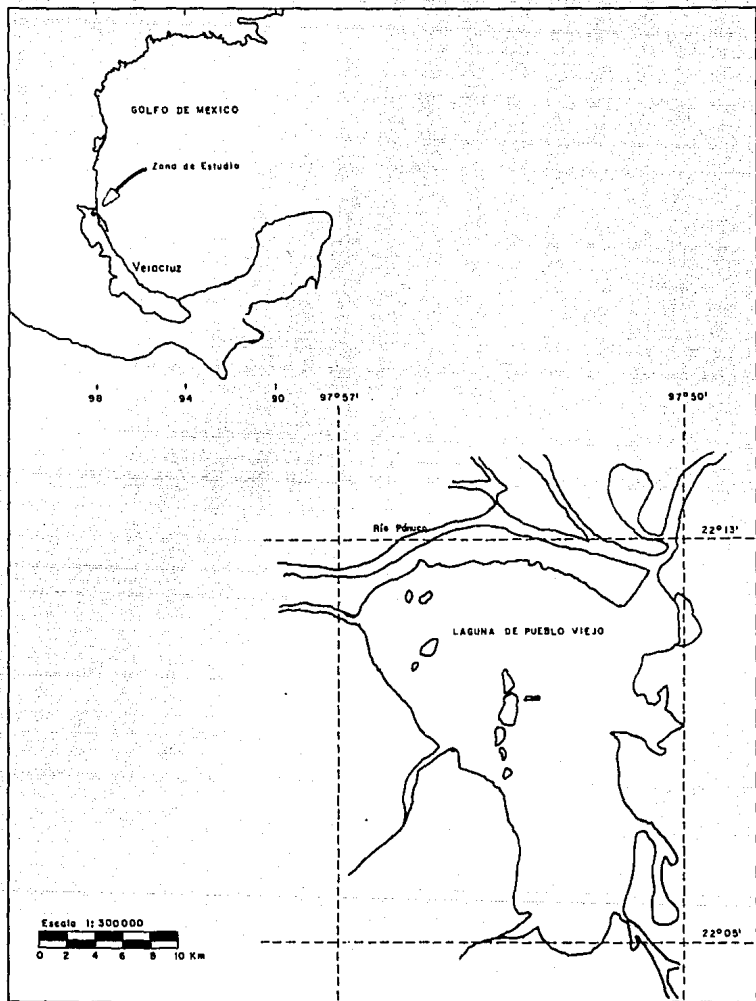 GOLFO DE MEXICO
Zona de Estudio
Veracruz
98 94 90
97°57' 97°50'
Río Pánuco
22°13'
LAGUNA DE PUEBLO VIEJO
Escala 1:300000
0 2 4 6 8 10 Km
22°05'